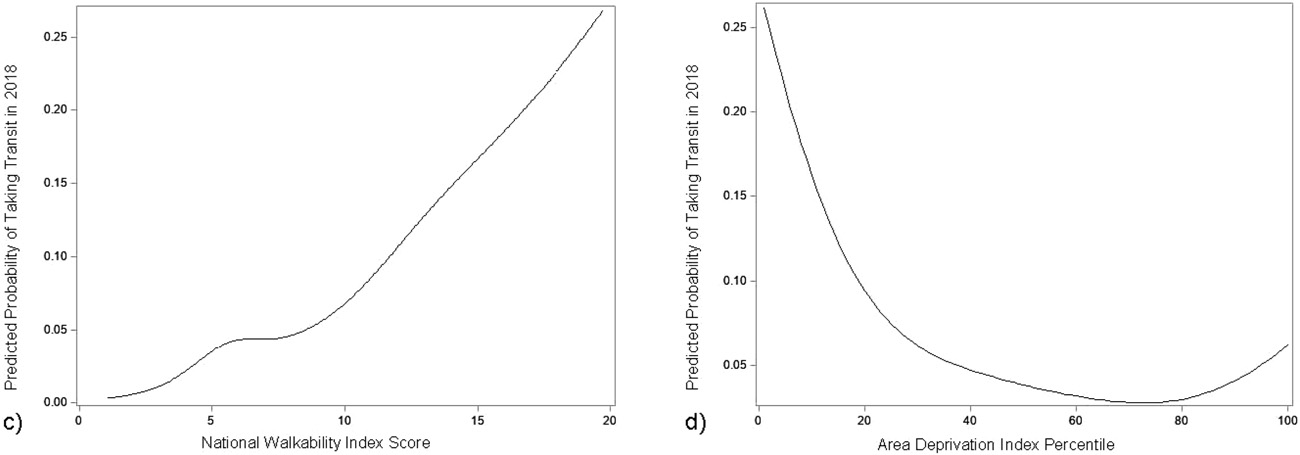 Predicted Probability of Taking Transit in 2018
0.25
0.20
0.15
0.10
0.05
0.00
0 5 10 15 20
National Walkability Index Score
c)
Predicted Probability of Taking Transit in 2018
0.25
0.20
0.15
0.10
0.05
0 20 40 60 80 100
Area Deprivation Index Percentile
d)